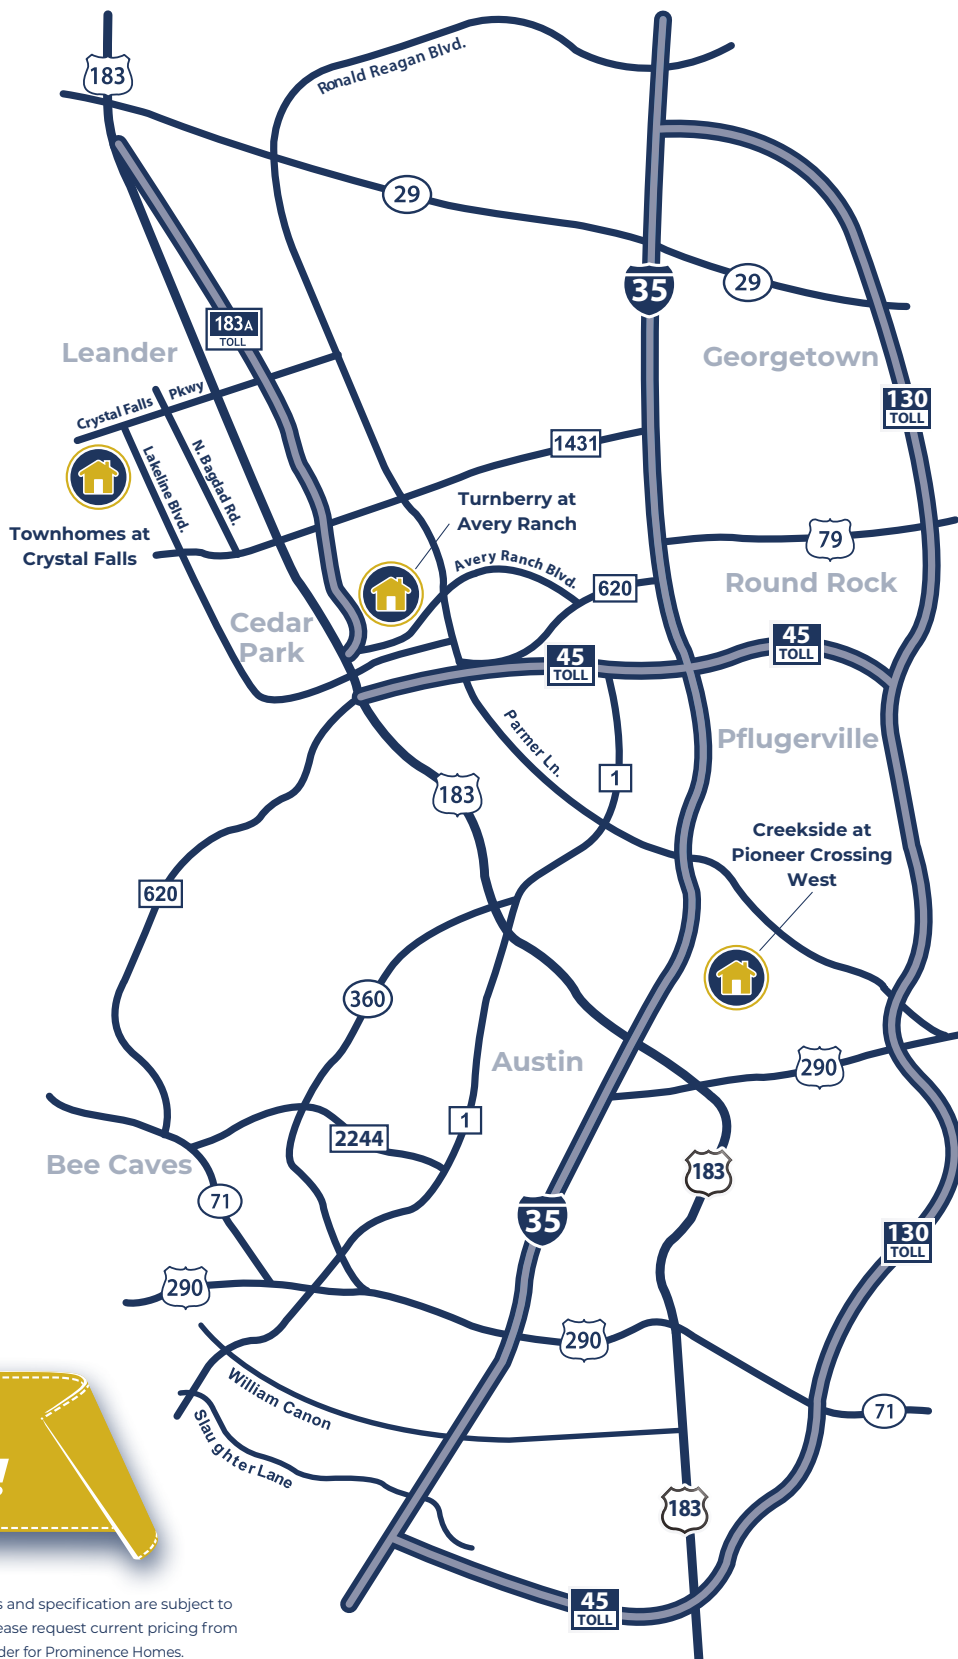 183
Ronald Reagan Blvd.
29
35
29
183A
TOLL
Leander
Georgetown
Crystal Falls Pkwy
130
TOLL
Lakeline Blvd.
N. Bagdad Rd.
1431
Turnberry at
Avery Ranch
Townhomes at
Crystal Falls
79
Avery Ranch Blvd.
620
Round Rock
Cedar
Park
45
TOLL
45
TOLL
Parmer Ln.
Pflugerville
1
183
Creekside at
Pioneer Crossing
West
620
360
Austin
290
1
2244
Bee Caves
183
71
35
130
TOLL
290
290
William Canon
71
Slaughter Lane
!
183
45
TOLL
s and specification are subject to
ease request current pricing from
der for Prominence Homes.